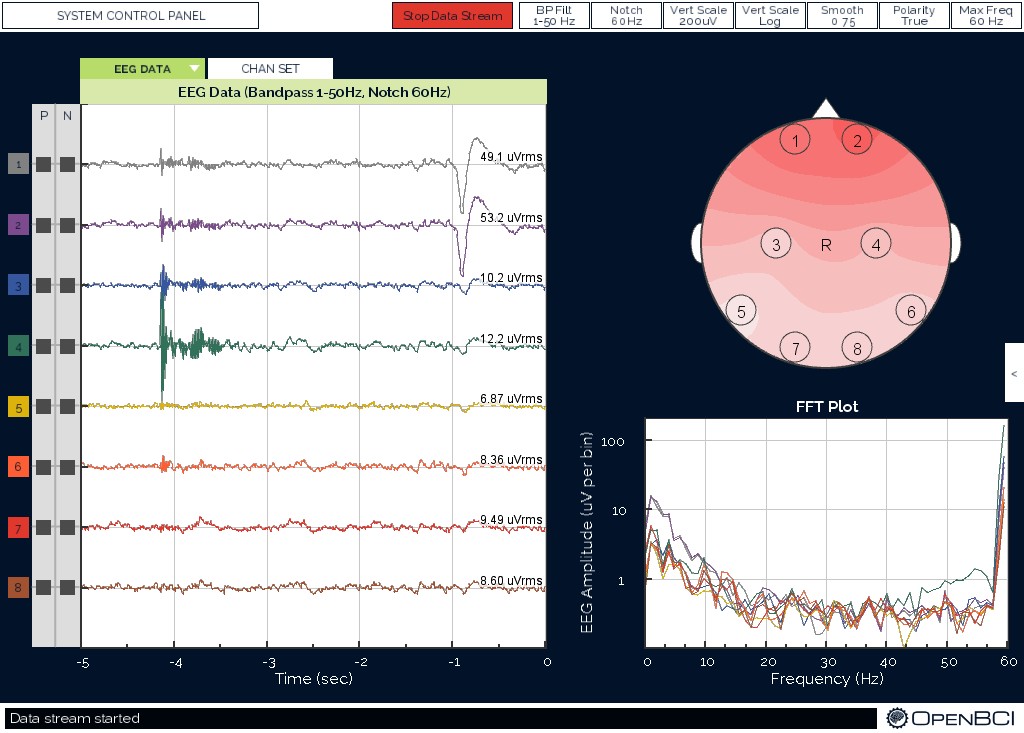 SYSTEM CONTROL PANEL
Stop Data Stream
BP Filt
1-50 Hz
Notch
60Hz
Vert Scale
200uV
Vert Scale
Log
Smooth
0.75
Polarity
True
Max Freq
60 Hz
EEG DATA
CHAN SET
EEG Data (Bandpass 1-50Hz, Notch 60Hz)
P N
1
49.1 uVrms
2
53.2 uVrms
3
10.2 uVrms
4
12.2 uVrms
5
6.87 uVrms
6
8.36 uVrms
7
9.49 uVrms
8
8.60 uVrms
-5 -4 -3 -2 -1 0
Time (sec)
1 2
3 R 4
5 6
7 8
<
FFT Plot
EEG Amplitude (uV per bin)
100
10
1
0 10 20 30 40 50 60
Frequency (Hz)
Data stream started
OPENBCI